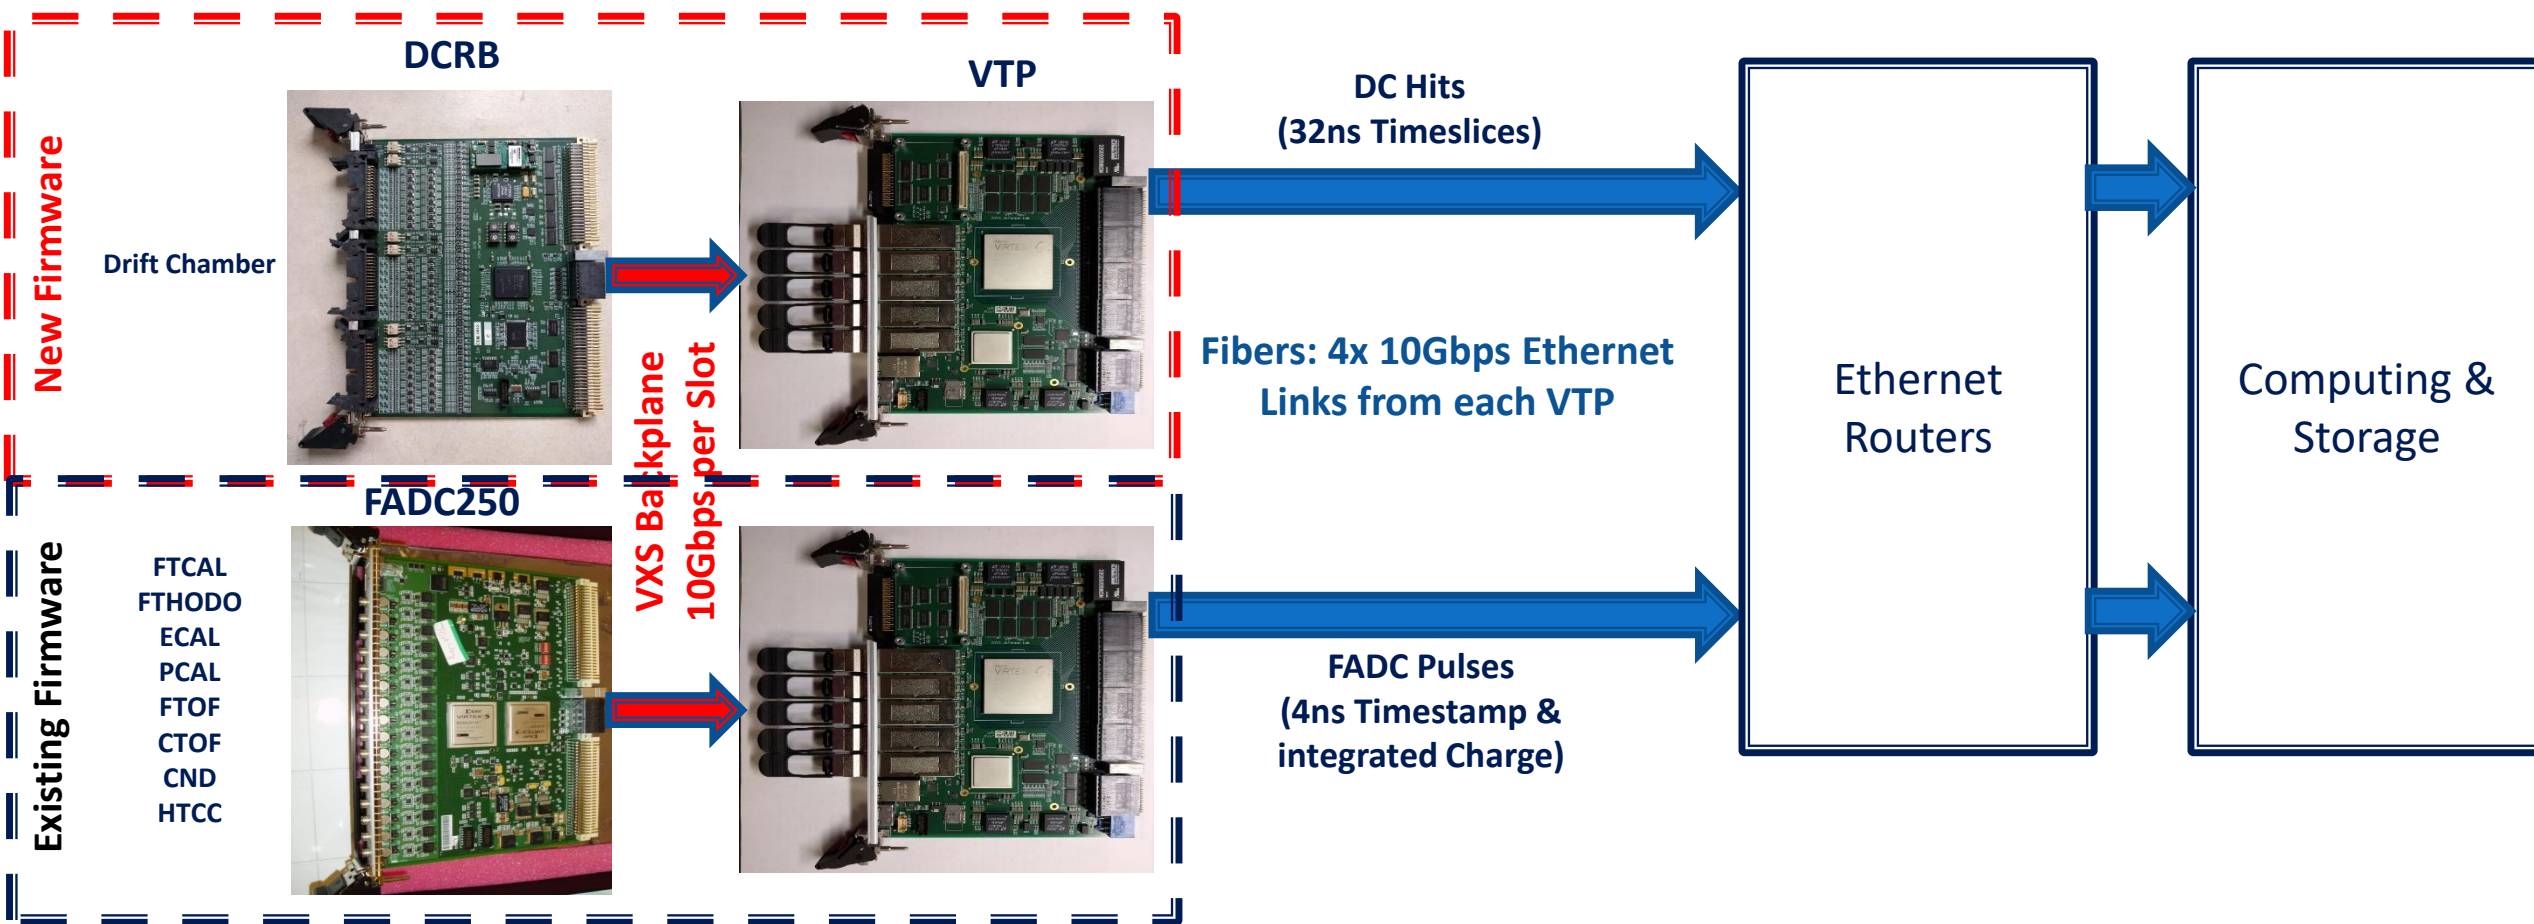 DCRB
VTP
New Firmware
Drift Chamber
VXS Backplane
10Gbps per Slot
DC Hits
(32ns Timeslices)
Fibers: 4x 10Gbps Ethernet
Links from each VTP
Ethernet
Routers
Computing &
Storage
FADC250
Existing Firmware
FTCAL
FTHODO
ECAL
PCAL
FTOF
CTOF
CND
HTCC
FADC Pulses
(4ns Timestamp &
integrated Charge)
VIRTEX-5